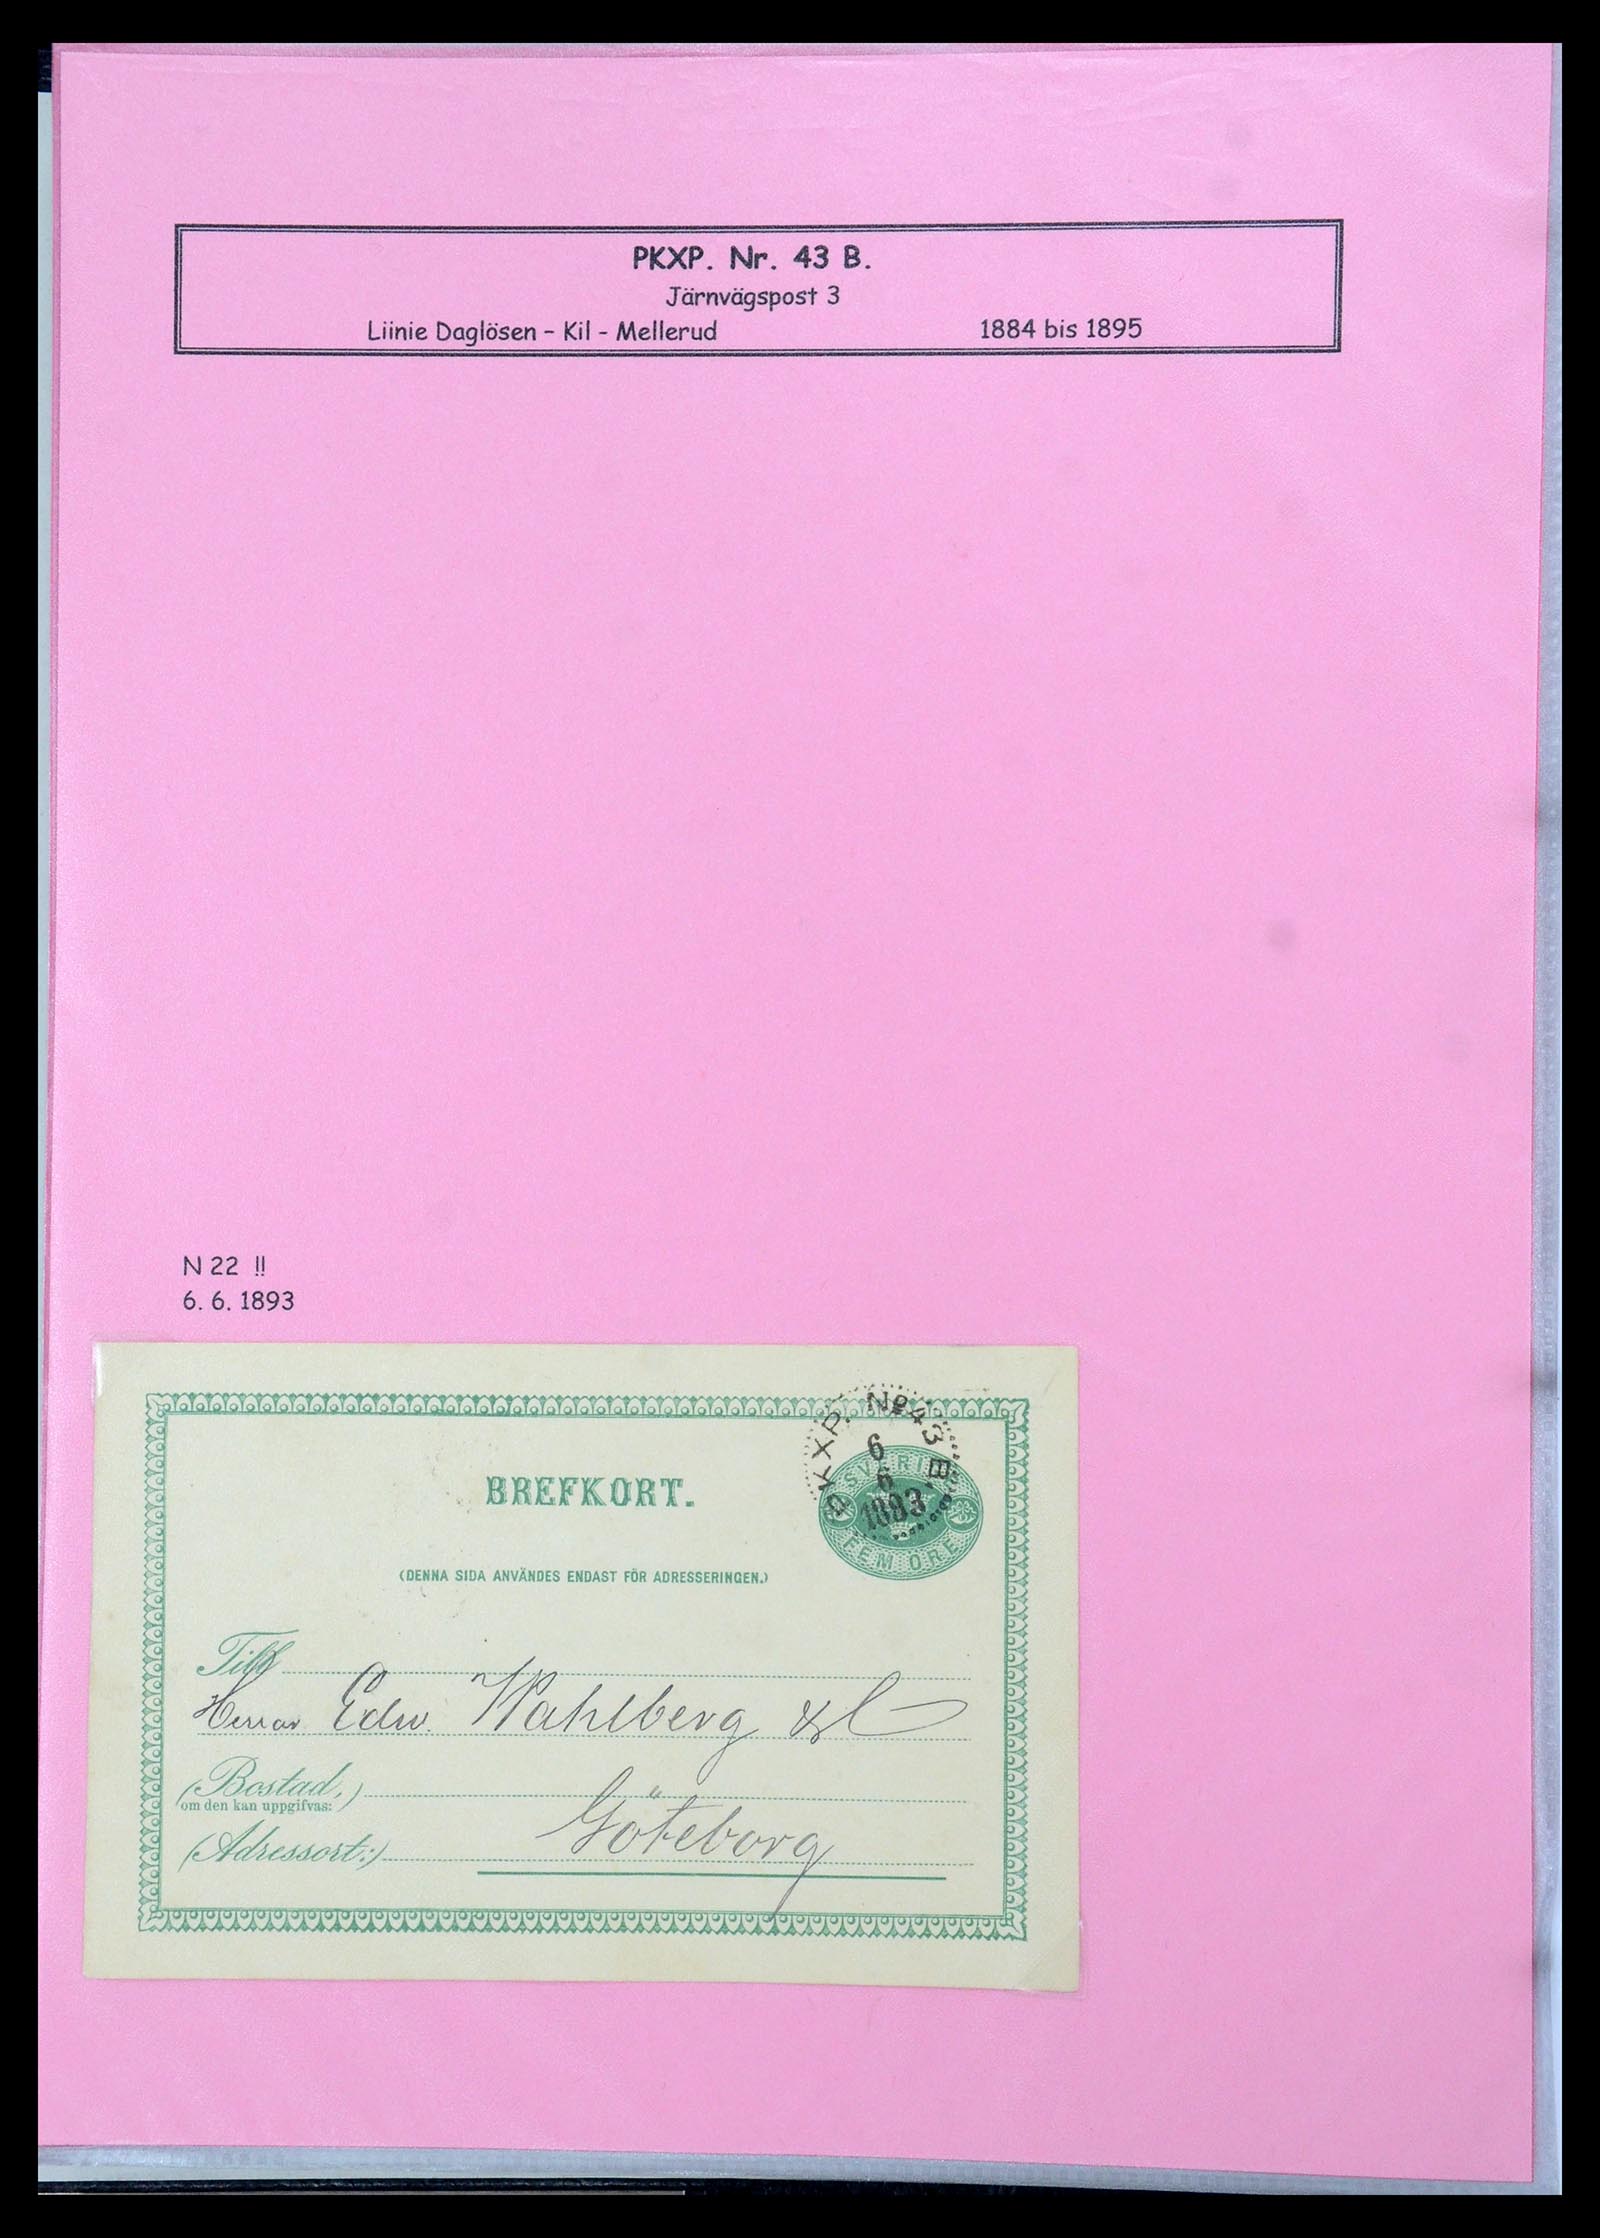 PKXP. Nr. 43 B.
Järnvägspost 3
Liinie Daglösen – Kil - Mellerud 1884 bis 1895
N 22 !!
6. 6. 1893
PKXP. No 43 B
6
6
1893
SVERIGE
FEM ÖRE
BREFKORT.
(DENNA SIDA ANVÄNDES ENDAST FÖR ADRESSERINGEN.)
Till
Herrar Edw. Wahlberg & C
(Bostad,)
om den kan uppgifvas:
Göteborg
(Adressort:)